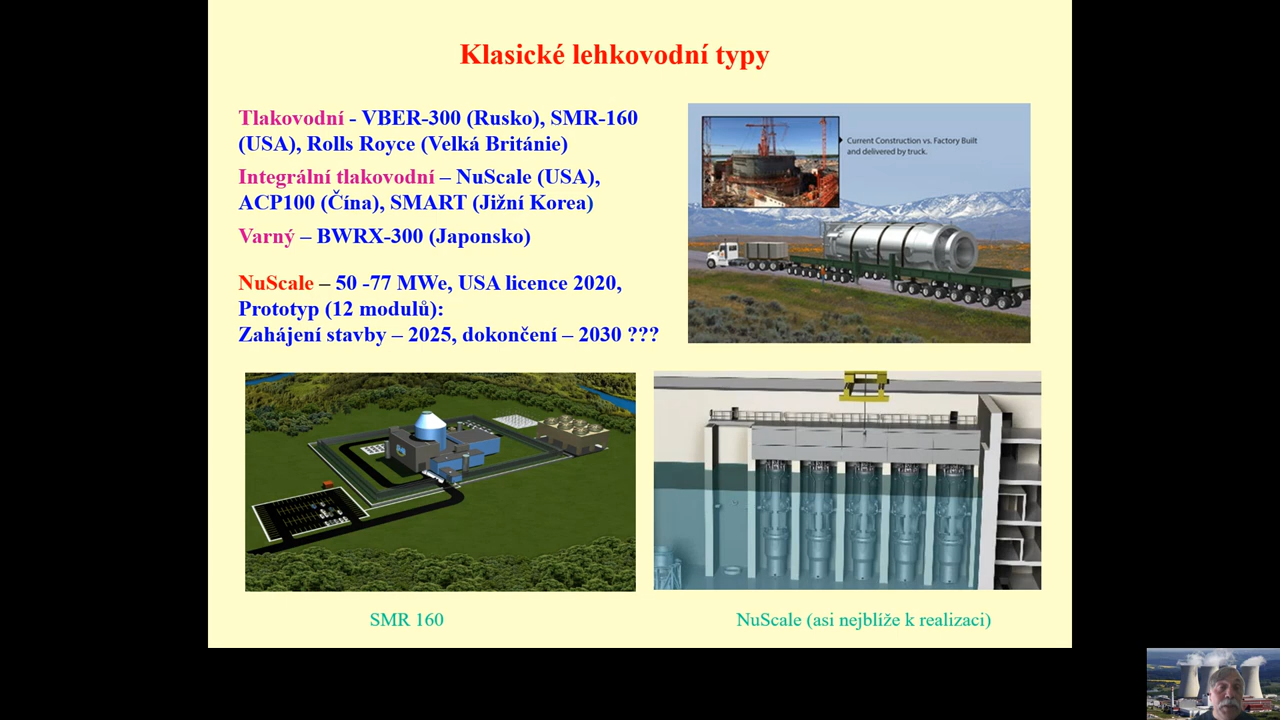 Klasické lehkovodní typy
Tlakovodní - VBER-300 (Rusko), SMR-160
(USA), Rolls Royce (Velká Británie)
Integrální tlakovodní – NuScale (USA),
ACP100 (Čína), SMART (Jižní Korea)
Varný – BWRX-300 (Japonsko)
NuScale – 50 -77 MWe, USA licence 2020,
Prototyp (12 modulů):
Zahájení stavby – 2025, dokončení – 2030 ???
Current Construction vs. Factory Built
and delivered by truck.
SMR 160
NuScale (asi nejblíže k realizaci)